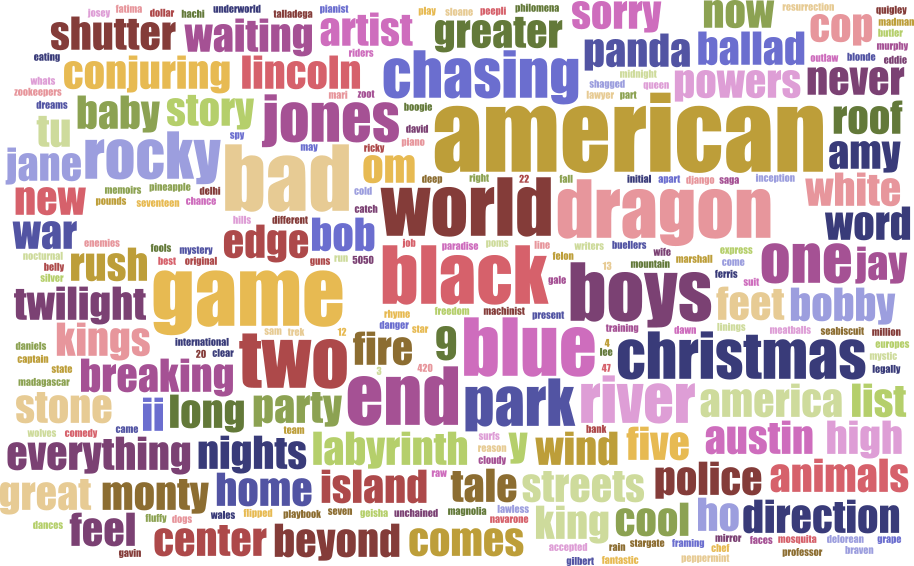 josey fatima dollar hachi underworld talladega pianist play sloane peepli philomena sorry now resurrection quigley
shutter waiting artist greater cop madman butler
eating riders panda ballad outlaw blonde murphy eddie
conjuring lincoln chasing midnight powers never
whats zookeepers mari zoot shagged queen lawyer part
dreams baby story jones boogie american roof
tu spy david piano amy
jane rocky may ricky
bad om deep right 22 fall initial apart django saga inception white
new memoirs pineapple delhi cold world dragon
pounds seventeen chance catch word
war hills different bob job paradise poms line writers buellers wife express one jay
enemies edge felon mountain marshall come
nocturnal fools mystery run
belly rush best original guns 5050 black gale 13 boys ferris suit
silver game feet bobby
twilight rhyme freedom machinist present
kings sam trek 12 danger star blue training dawn linings meatballs seabiscuit million
daniels international two fire 9 4 christmas europes
captain 20 clear lee mystic
state breaking 3 420 47 legally
madagascar end park river america list
stone ii long party
wolves comedy came team bank
everything nights labyrinth surfs y wind five austin high
reason
cloudy
great monty home island raw tale streets police animals
dances feel fluffy dogs wales flipped playbook seven geisha unchained magnolia lawless king cool ho direction
navarone
gavin center beyond comes accepted rain stargate framing mirror faces mosquita delorean grape
chef professor braven
gilbert fantastic peppermint